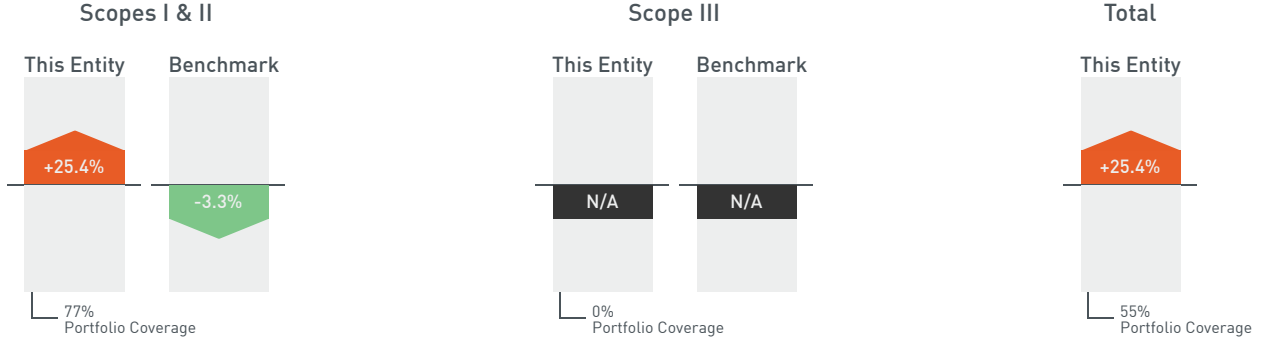 Scopes I & II
This Entity
Benchmark
+25.4%
-3.3%
77%
Portfolio Coverage
Scope III
This Entity
Benchmark
N/A
N/A
0%
Portfolio Coverage
Total
This Entity
+25.4%
55%
Portfolio Coverage